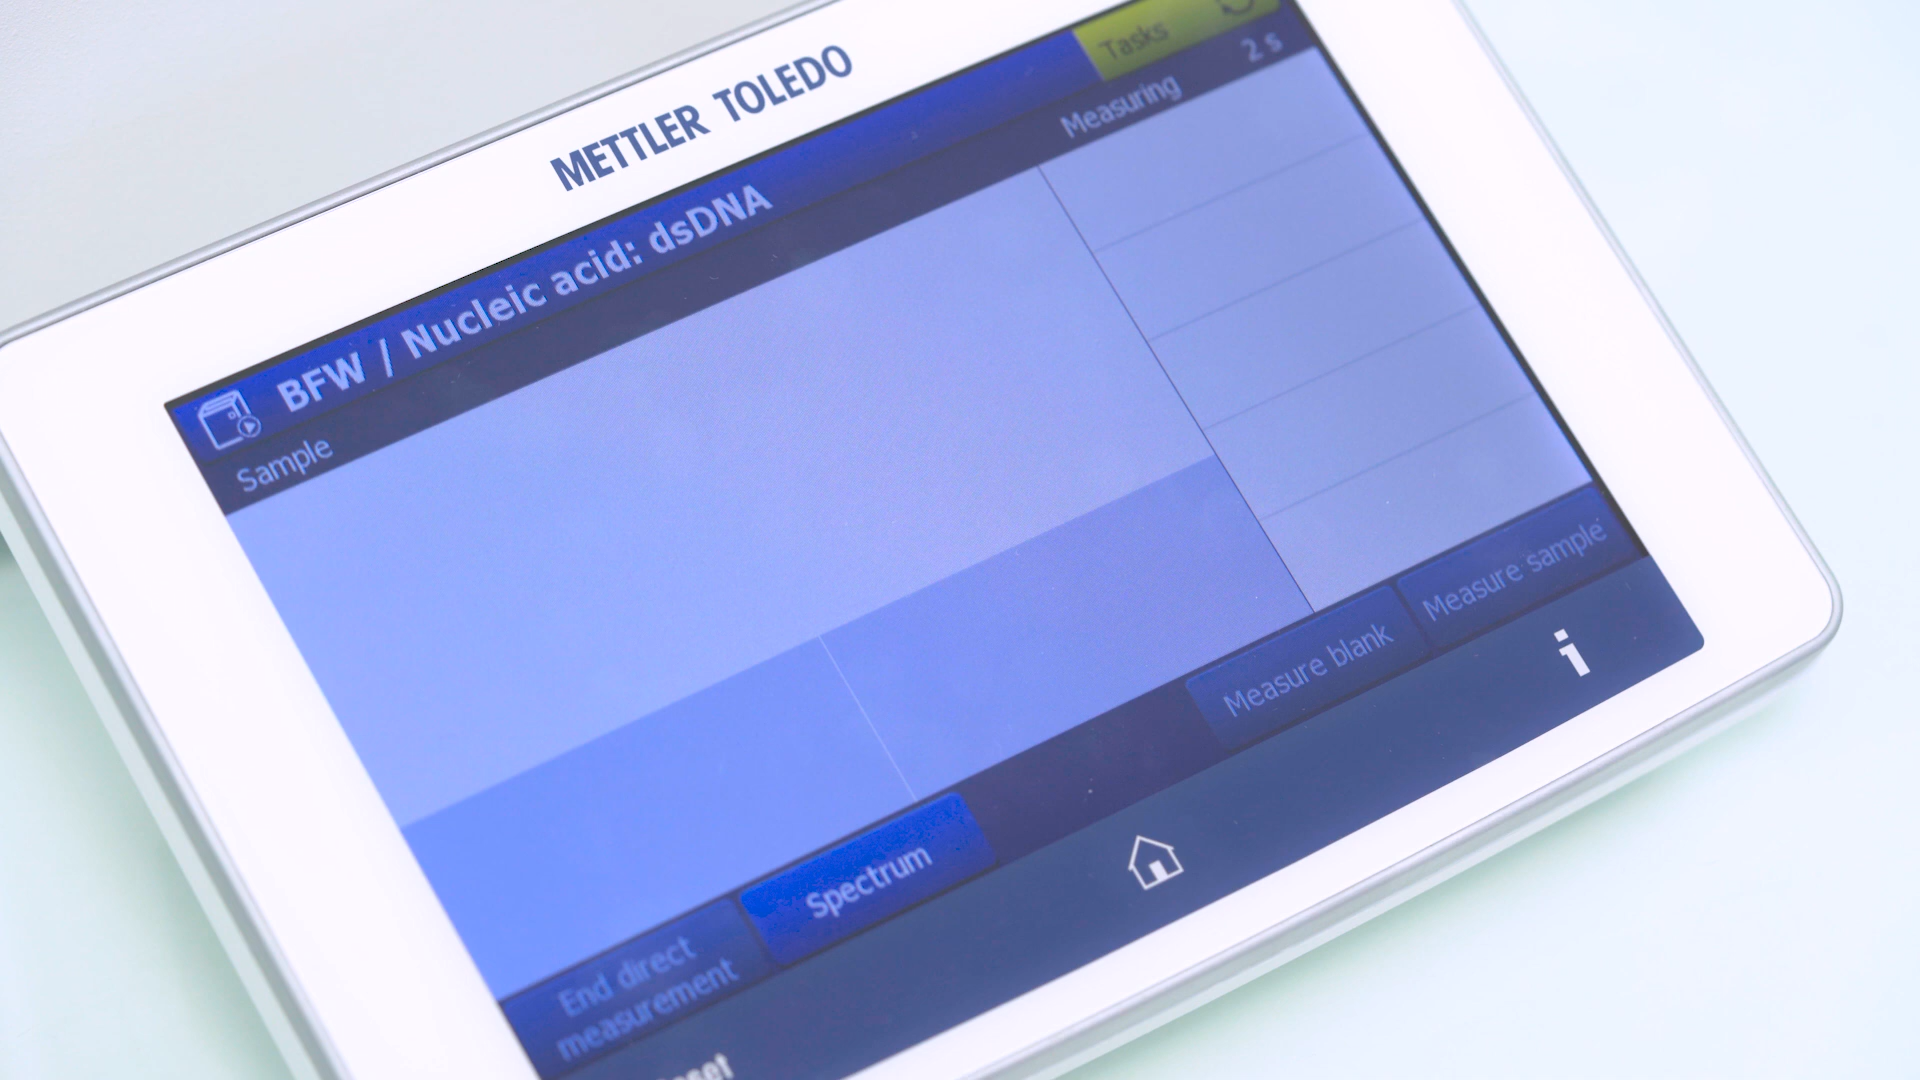 METTLER TOLEDO
Tasks
BFW / Nucleic acid: dsDNA
Sample
Measuring 2 s
End direct
measurement
Spectrum
Measure blank
Measure sample
i